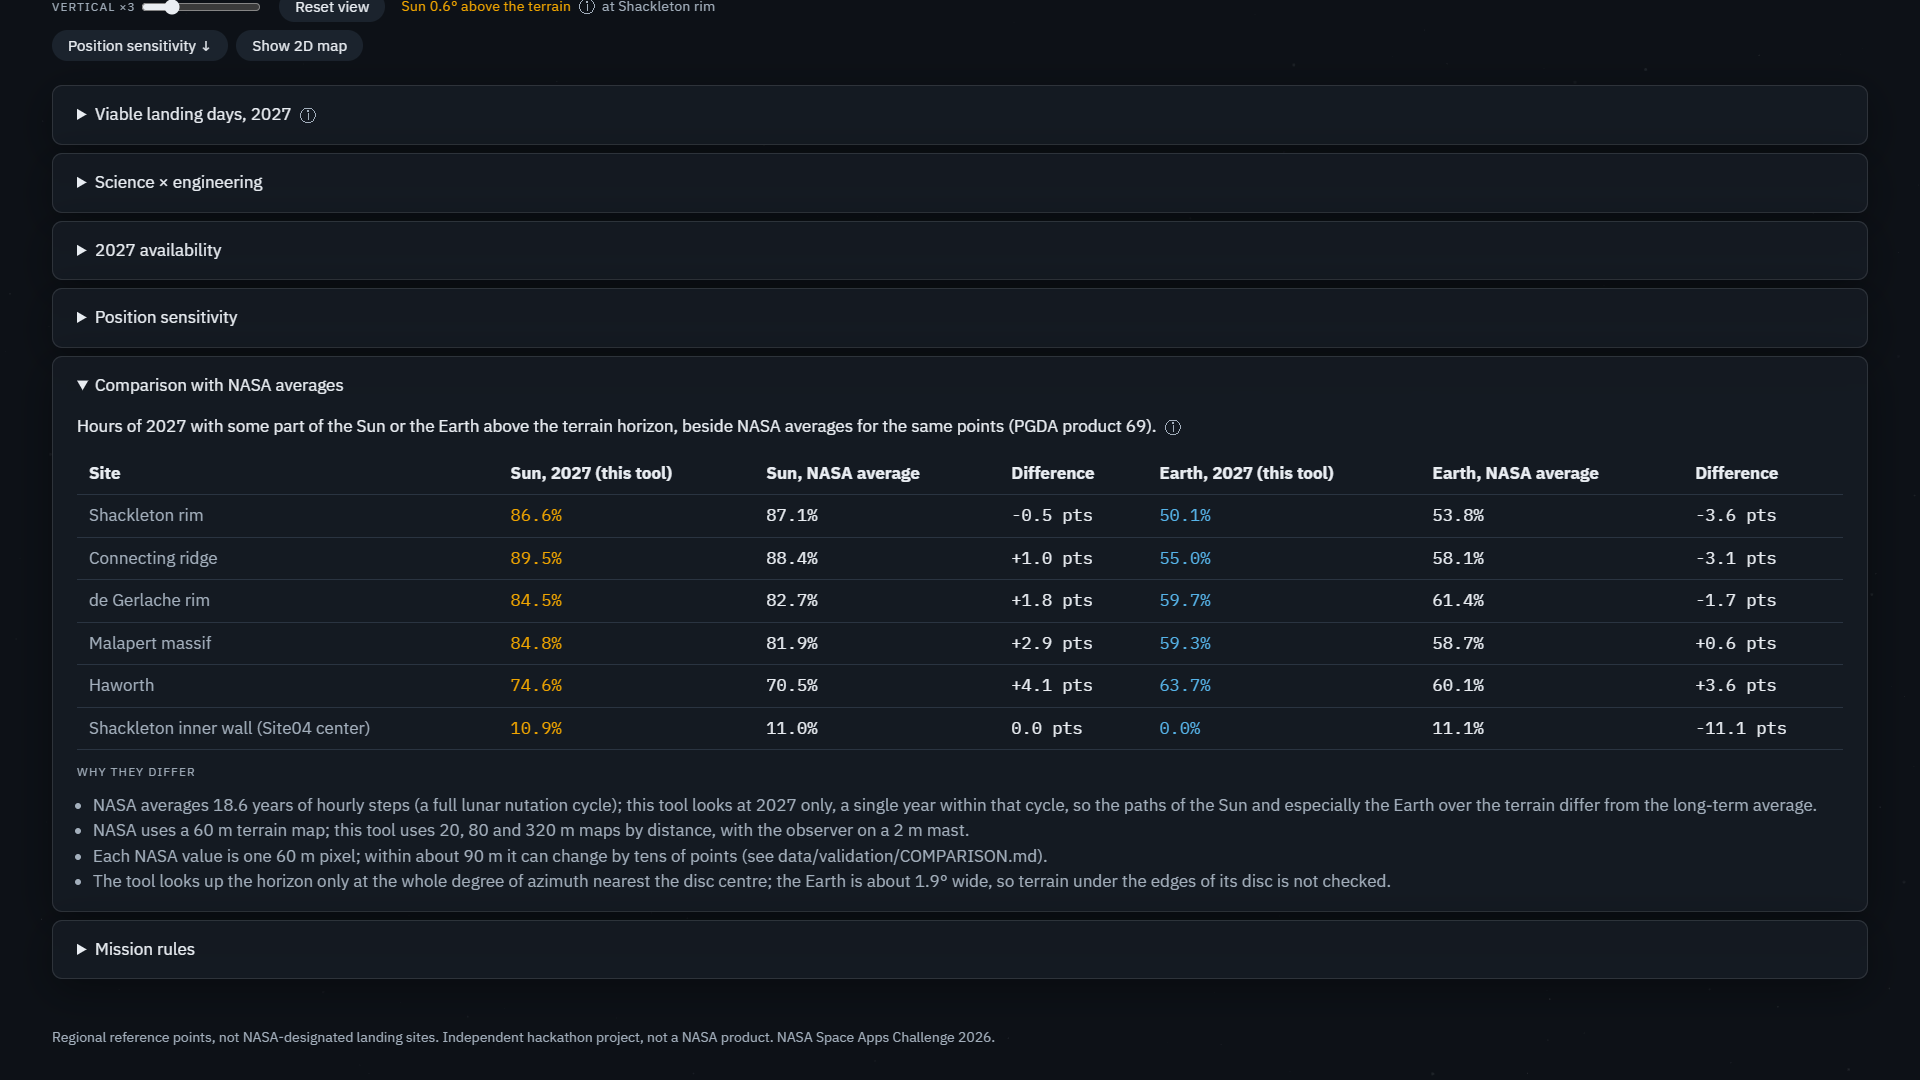 VERTICAL ×3 Reset view Sun 0.6° above the terrain ⓘ at Shackleton rim
Position sensitivity ↓ Show 2D map
▶ Viable landing days, 2027 ⓘ
▶ Science × engineering
▶ 2027 availability
▶ Position sensitivity
▼ Comparison with NASA averages
Hours of 2027 with some part of the Sun or the Earth above the terrain horizon, beside NASA averages for the same points (PGDA product 69). ⓘ
Site Sun, 2027 (this tool) Sun, NASA average Difference Earth, 2027 (this tool) Earth, NASA average Difference
Shackleton rim 86.6% 87.1% -0.5 pts 50.1% 53.8% -3.6 pts
Connecting ridge 89.5% 88.4% +1.0 pts 55.0% 58.1% -3.1 pts
de Gerlache rim 84.5% 82.7% +1.8 pts 59.7% 61.4% -1.7 pts
Malapert massif 84.8% 81.9% +2.9 pts 59.3% 58.7% +0.6 pts
Haworth 74.6% 70.5% +4.1 pts 63.7% 60.1% +3.6 pts
Shackleton inner wall (Site04 center) 10.9% 11.0% 0.0 pts 0.0% 11.1% -11.1 pts
WHY THEY DIFFER
• NASA averages 18.6 years of hourly steps (a full lunar nutation cycle); this tool looks at 2027 only, a single year within that cycle, so the paths of the Sun and especially the Earth over the terrain differ from the long-term average.
• NASA uses a 60 m terrain map; this tool uses 20, 80 and 320 m maps by distance, with the observer on a 2 m mast.
• Each NASA value is one 60 m pixel; within about 90 m it can change by tens of points (see data/validation/COMPARISON.md).
• The tool looks up the horizon only at the whole degree of azimuth nearest the disc centre; the Earth is about 1.9° wide, so terrain under the edges of its disc is not checked.
▶ Mission rules
Regional reference points, not NASA-designated landing sites. Independent hackathon project, not a NASA product. NASA Space Apps Challenge 2026.